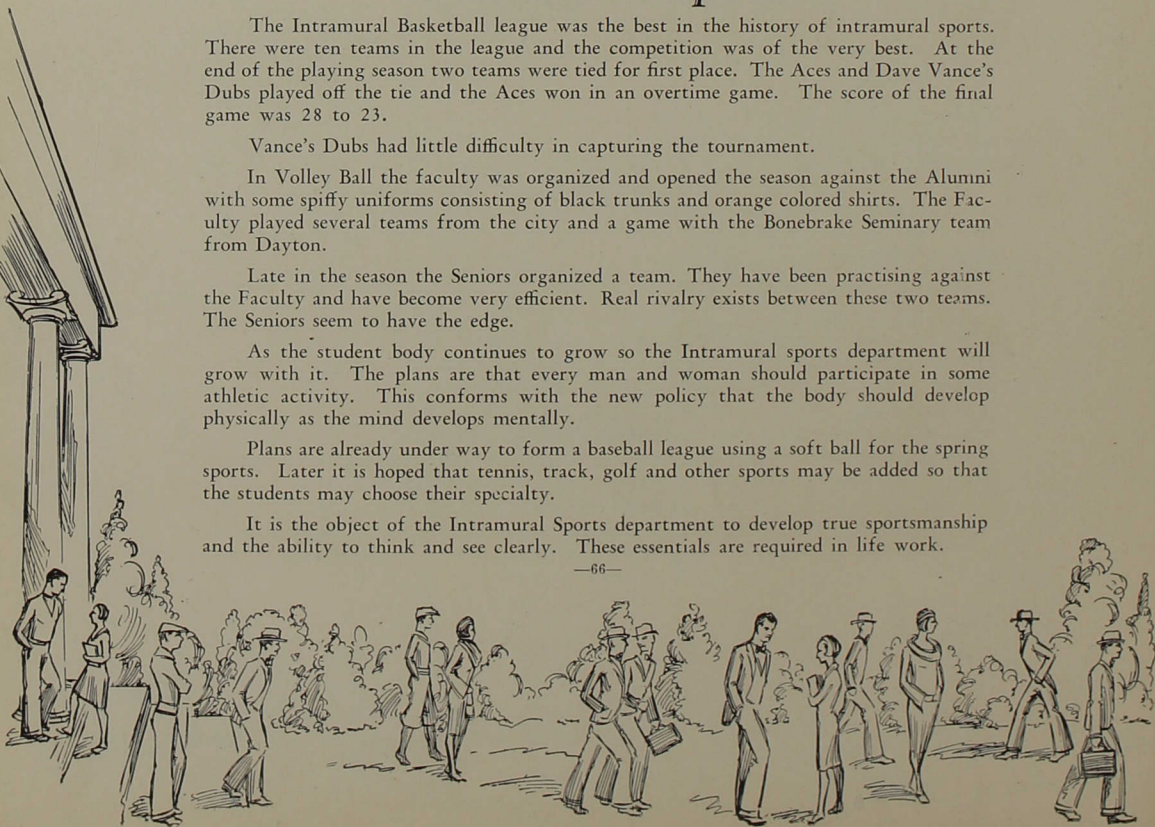 The Intramural Basketball league was the best in the history of intramural sports.
There were ten teams in the league and the competition was of the very best. At the
end of the playing season two teams were tied for first place. The Aces and Dave Vance's
Dubs played off the tie and the Aces won in an overtime game. The score of the final
game was 28 to 23.
Vance's Dubs had little difficulty in capturing the tournament.
In Volley Ball the faculty was organized and opened the season against the Alumni
with some spiffy uniforms consisting of black trunks and orange colored shirts. The Fac-
ulty played several teams from the city and a game with the Bonebrake Seminary team
from Dayton.
Late in the season the Seniors organized a team. They have been practising against
the Faculty and have become very efficient. Real rivalry exists between these two teams.
The Seniors seem to have the edge.
As the student body continues to grow so the Intramural sports department will
grow with it. The plans are that every man and woman should participate in some
athletic activity. This conforms with the new policy that the body should develop
physically as the mind develops mentally.
Plans are already under way to form a baseball league using a soft ball for the spring
sports. Later it is hoped that tennis, track, golf and other sports may be added so that
the students may choose their specialty.
It is the object of the Intramural Sports department to develop true sportsmanship
and the ability to think and see clearly. These essentials are required in life work.
—66—